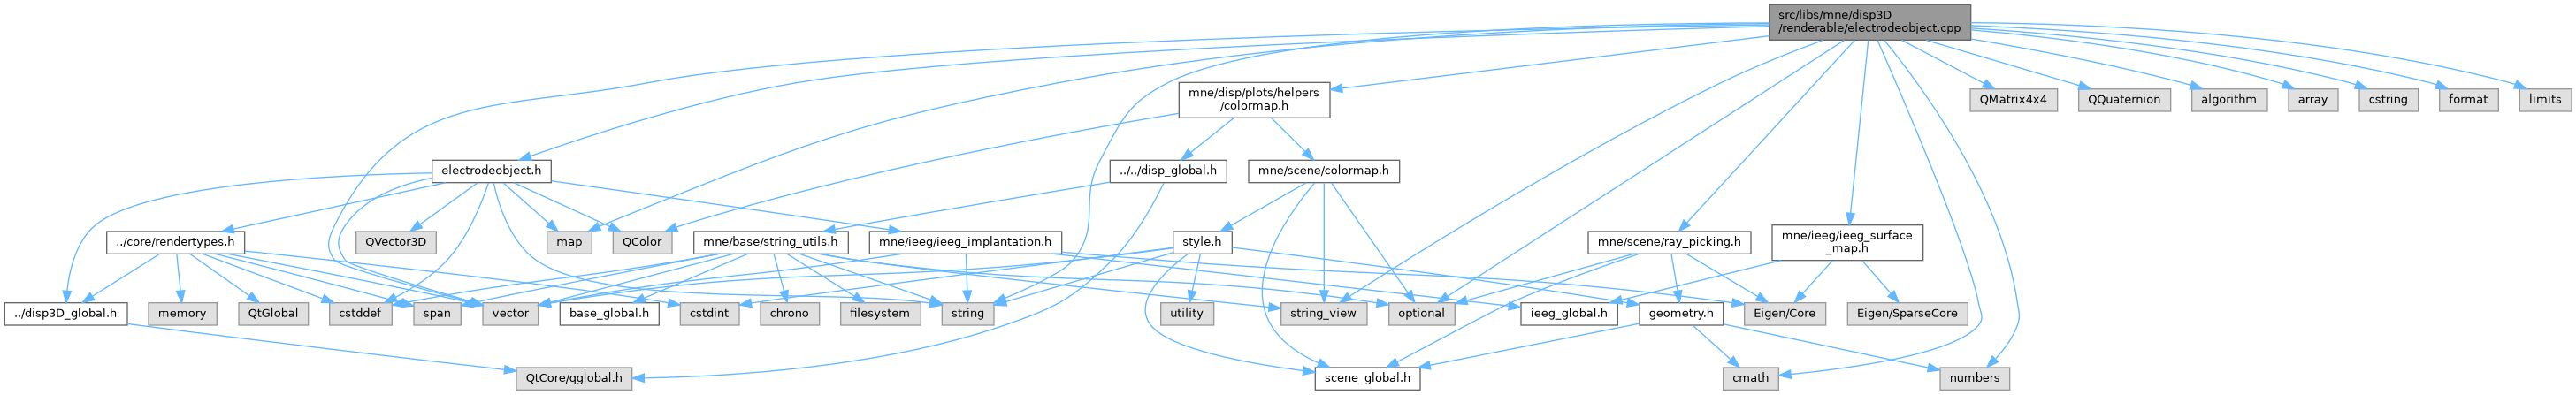 src/libs/mne/disp3D
/renderable/electrodeobject.cpp
mne/disp/plots/helpers
/colormap.h
QMatrix4x4
QQuaternion
algorithm
array
cstring
format
limits
electrodeobject.h
../../disp_global.h
mne/scene/colormap.h
../core/rendertypes.h
QVector3D
map
QColor
mne/base/string_utils.h
mne/ieeg/ieeg_implantation.h
style.h
mne/scene/ray_picking.h
mne/ieeg/ieeg_surface
_map.h
../disp3D_global.h
memory
QtGlobal
cstddef
span
vector
base_global.h
cstdint
chrono
filesystem
string
utility
string_view
optional
ieeg_global.h
geometry.h
Eigen/Core
Eigen/SparseCore
QtCore/qglobal.h
scene_global.h
cmath
numbers